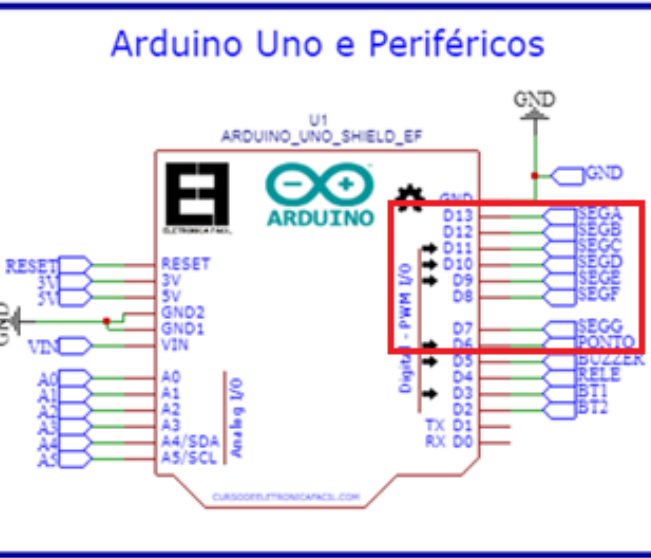 Arduino Uno e Periféricos
U1
ARDUINO_UNO_SHIELD_EF
GND
GND
ELETRONICA FACIL
ARDUINO
GND
D13 SEGA
D12 SEGB
D11 SEGC
D10 SEGD
D9 SEGE
D8 SEGF
D7 SEGG
D6 PONTO
D5 BUZZER
D4 RELE
D3 BT1
D2 BT2
TX D1
RX D0
Digital - PWM I/O
RESET RESET
3V 3V
5V 5V
GND GND2
GND1
VIN VIN
A0 A0
A1 A1
A2 A2
A3 A3
A4 A4/SDA
A5 A5/SCL
Analog I/O
CURSODEELETRONICAFACIL.COM